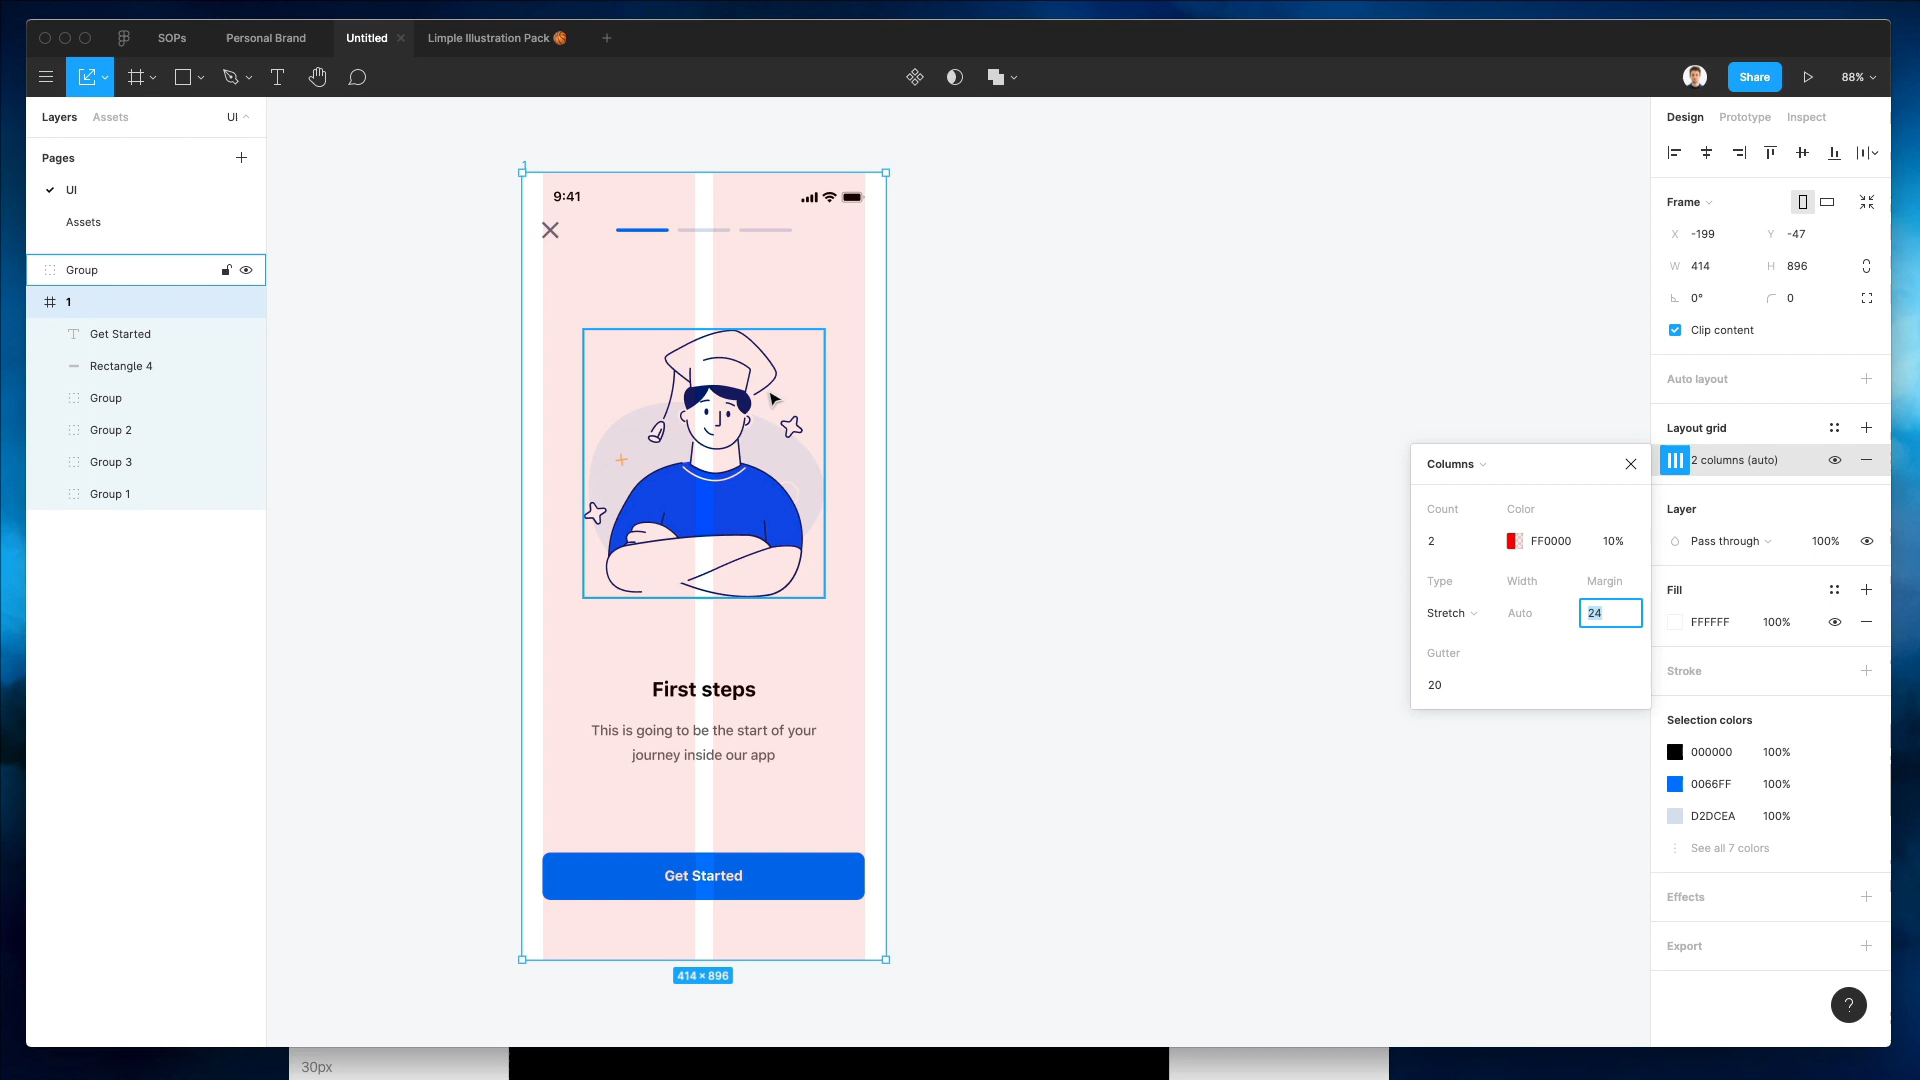 SOPs
Personal Brand
Untitled
Limple Illustration Pack
Share
88%
Layers
Assets
UI
Pages
UI
Assets
Group
1
Get Started
Rectangle 4
Group
Group 2
Group 3
Group 1
1
9:41
First steps
This is going to be the start of your
journey inside our app
Get Started
414 × 896
Columns
Count
Color
2
FF0000
10%
Type
Width
Margin
Stretch
Auto
24
Gutter
20
Design
Prototype
Inspect
Frame
X -199
Y -47
W 414
H 896
0°
0
Clip content
Auto layout
Layout grid
2 columns (auto)
Layer
Pass through
100%
Fill
FFFFFF
100%
Stroke
Selection colors
000000
100%
0066FF
100%
D2DCEA
100%
See all 7 colors
Effects
Export
?
30px